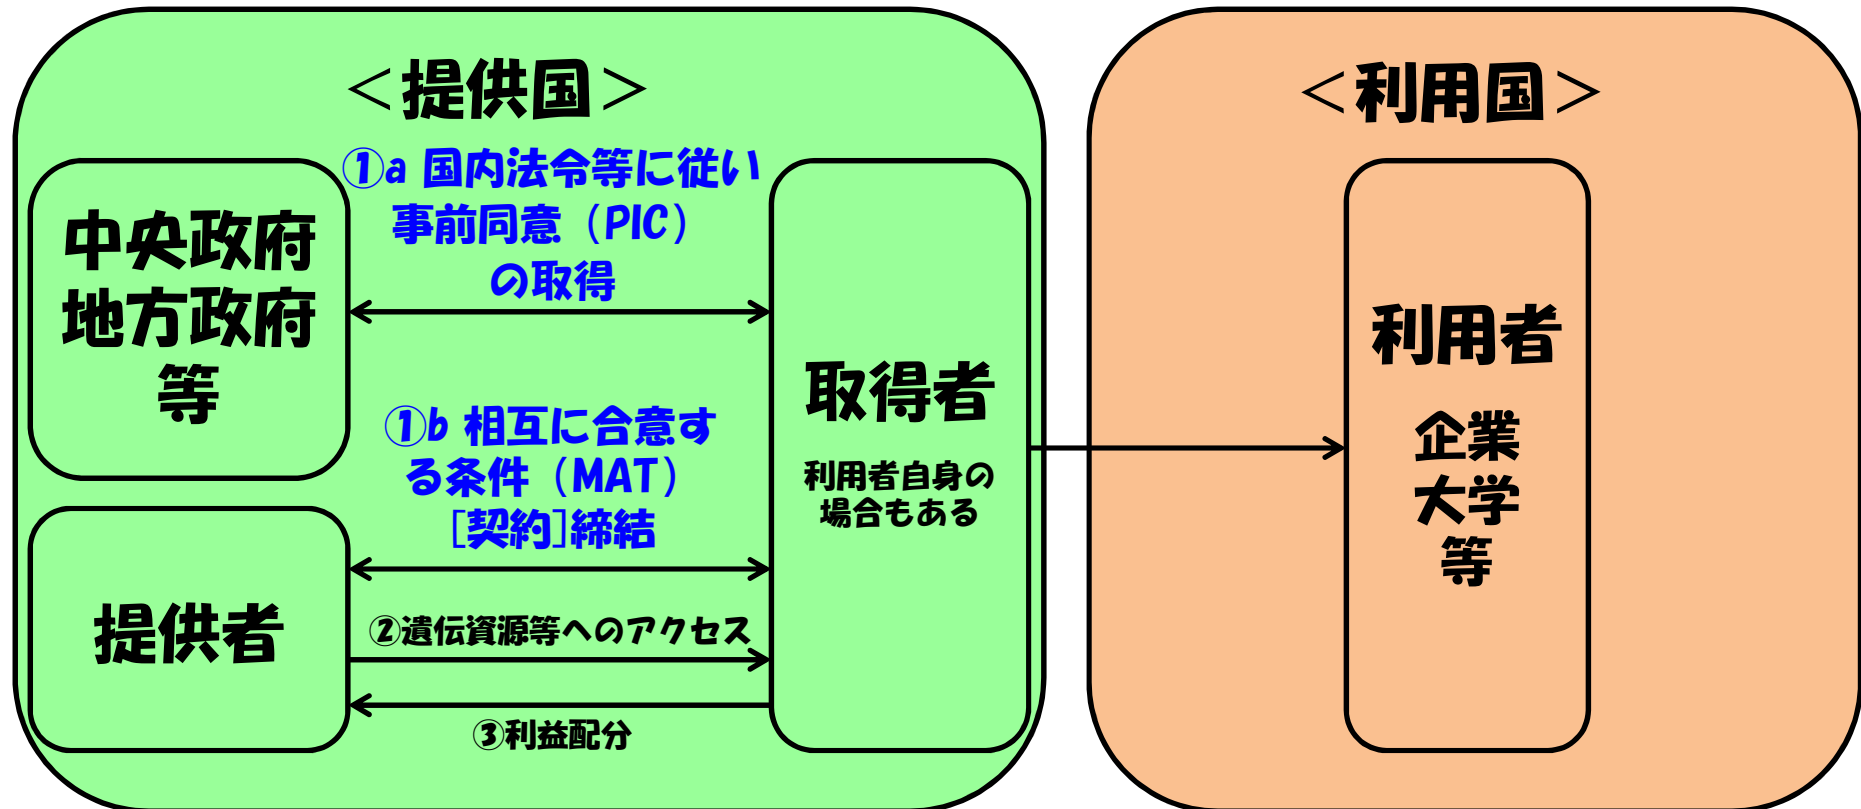 ＜提供国＞
中央政府
地方政府
等
①a 国内法令等に従い
事前同意（PIC）
の取得
①b 相互に合意す
る条件（MAT）
[契約]締結
提供者
②遺伝資源等へのアクセス
③利益配分
取得者
利用者自身の
場合もある
＜利用国＞
利用者
企業
大学
等